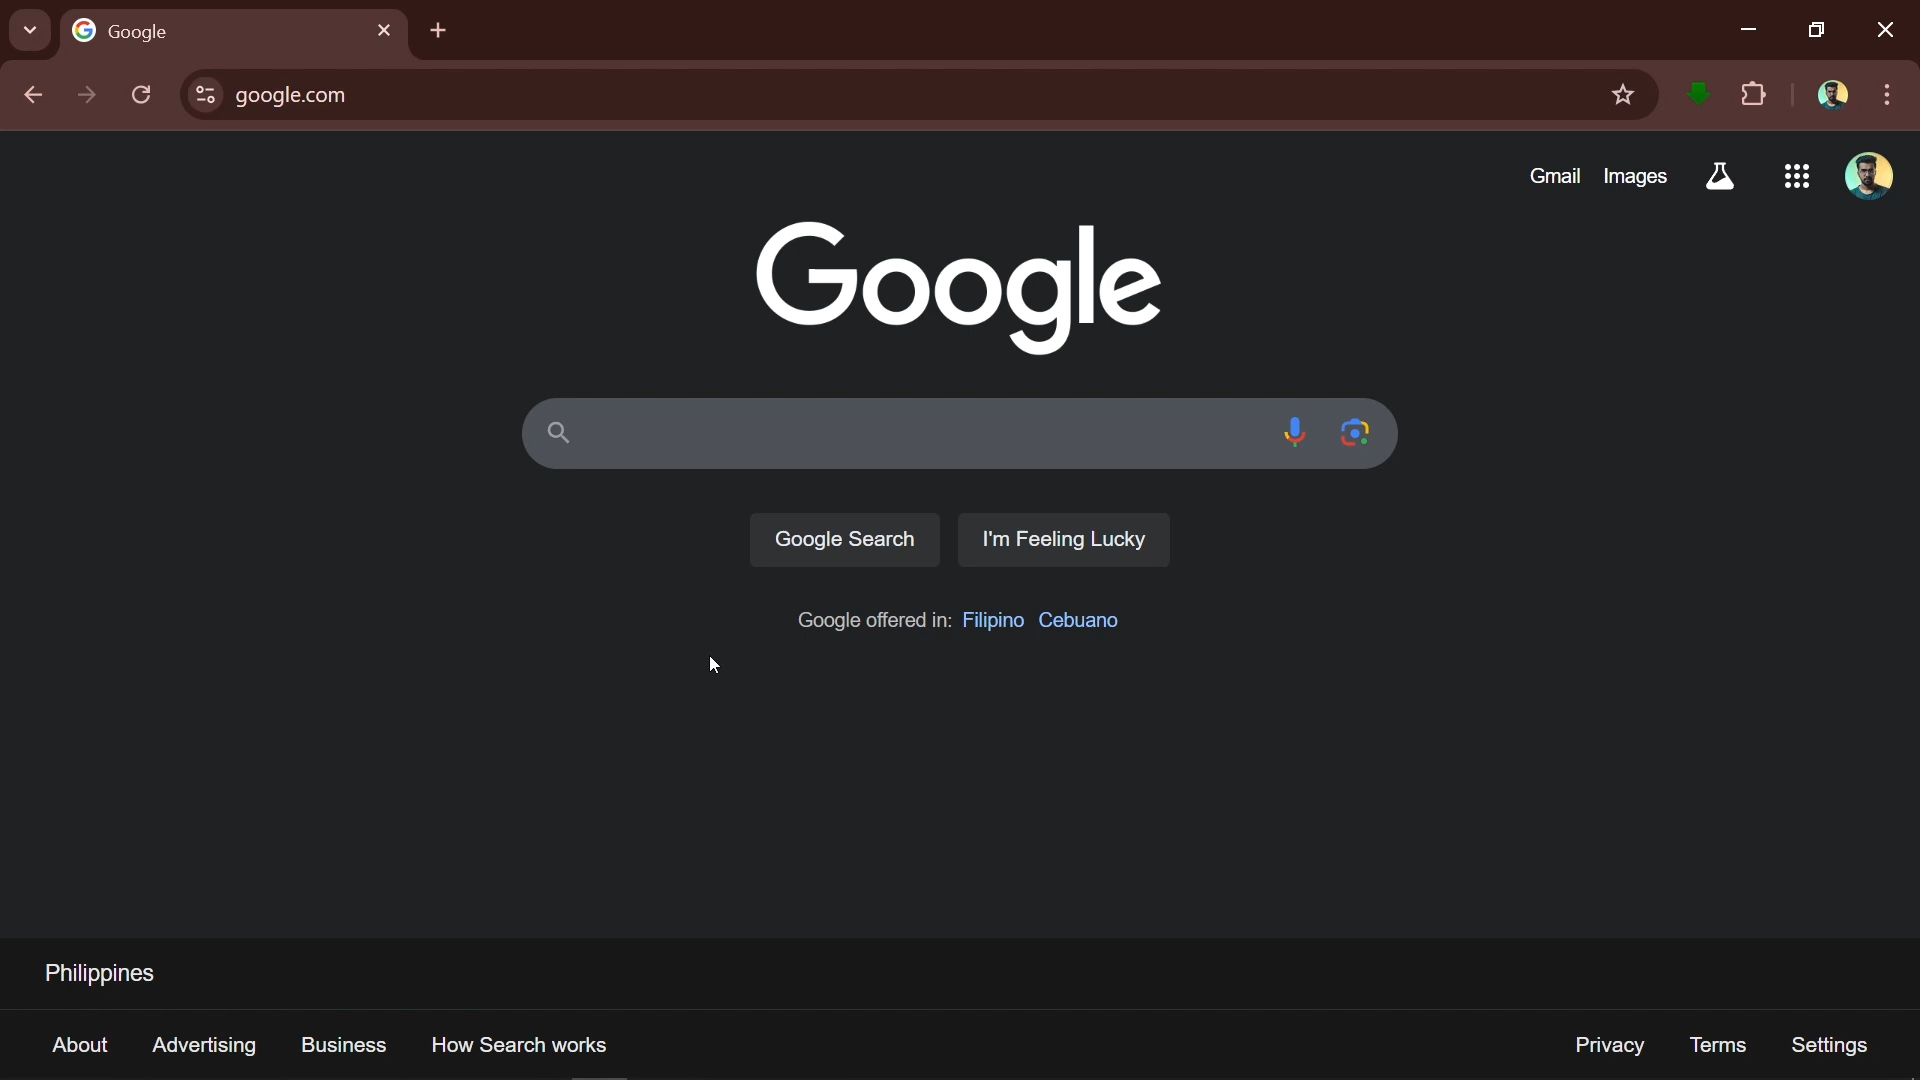 Google
google.com
Gmail Images
Google
Google Search I'm Feeling Lucky
Google offered in: Filipino Cebuano
Philippines
About Advertising Business How Search works Privacy Terms Settings